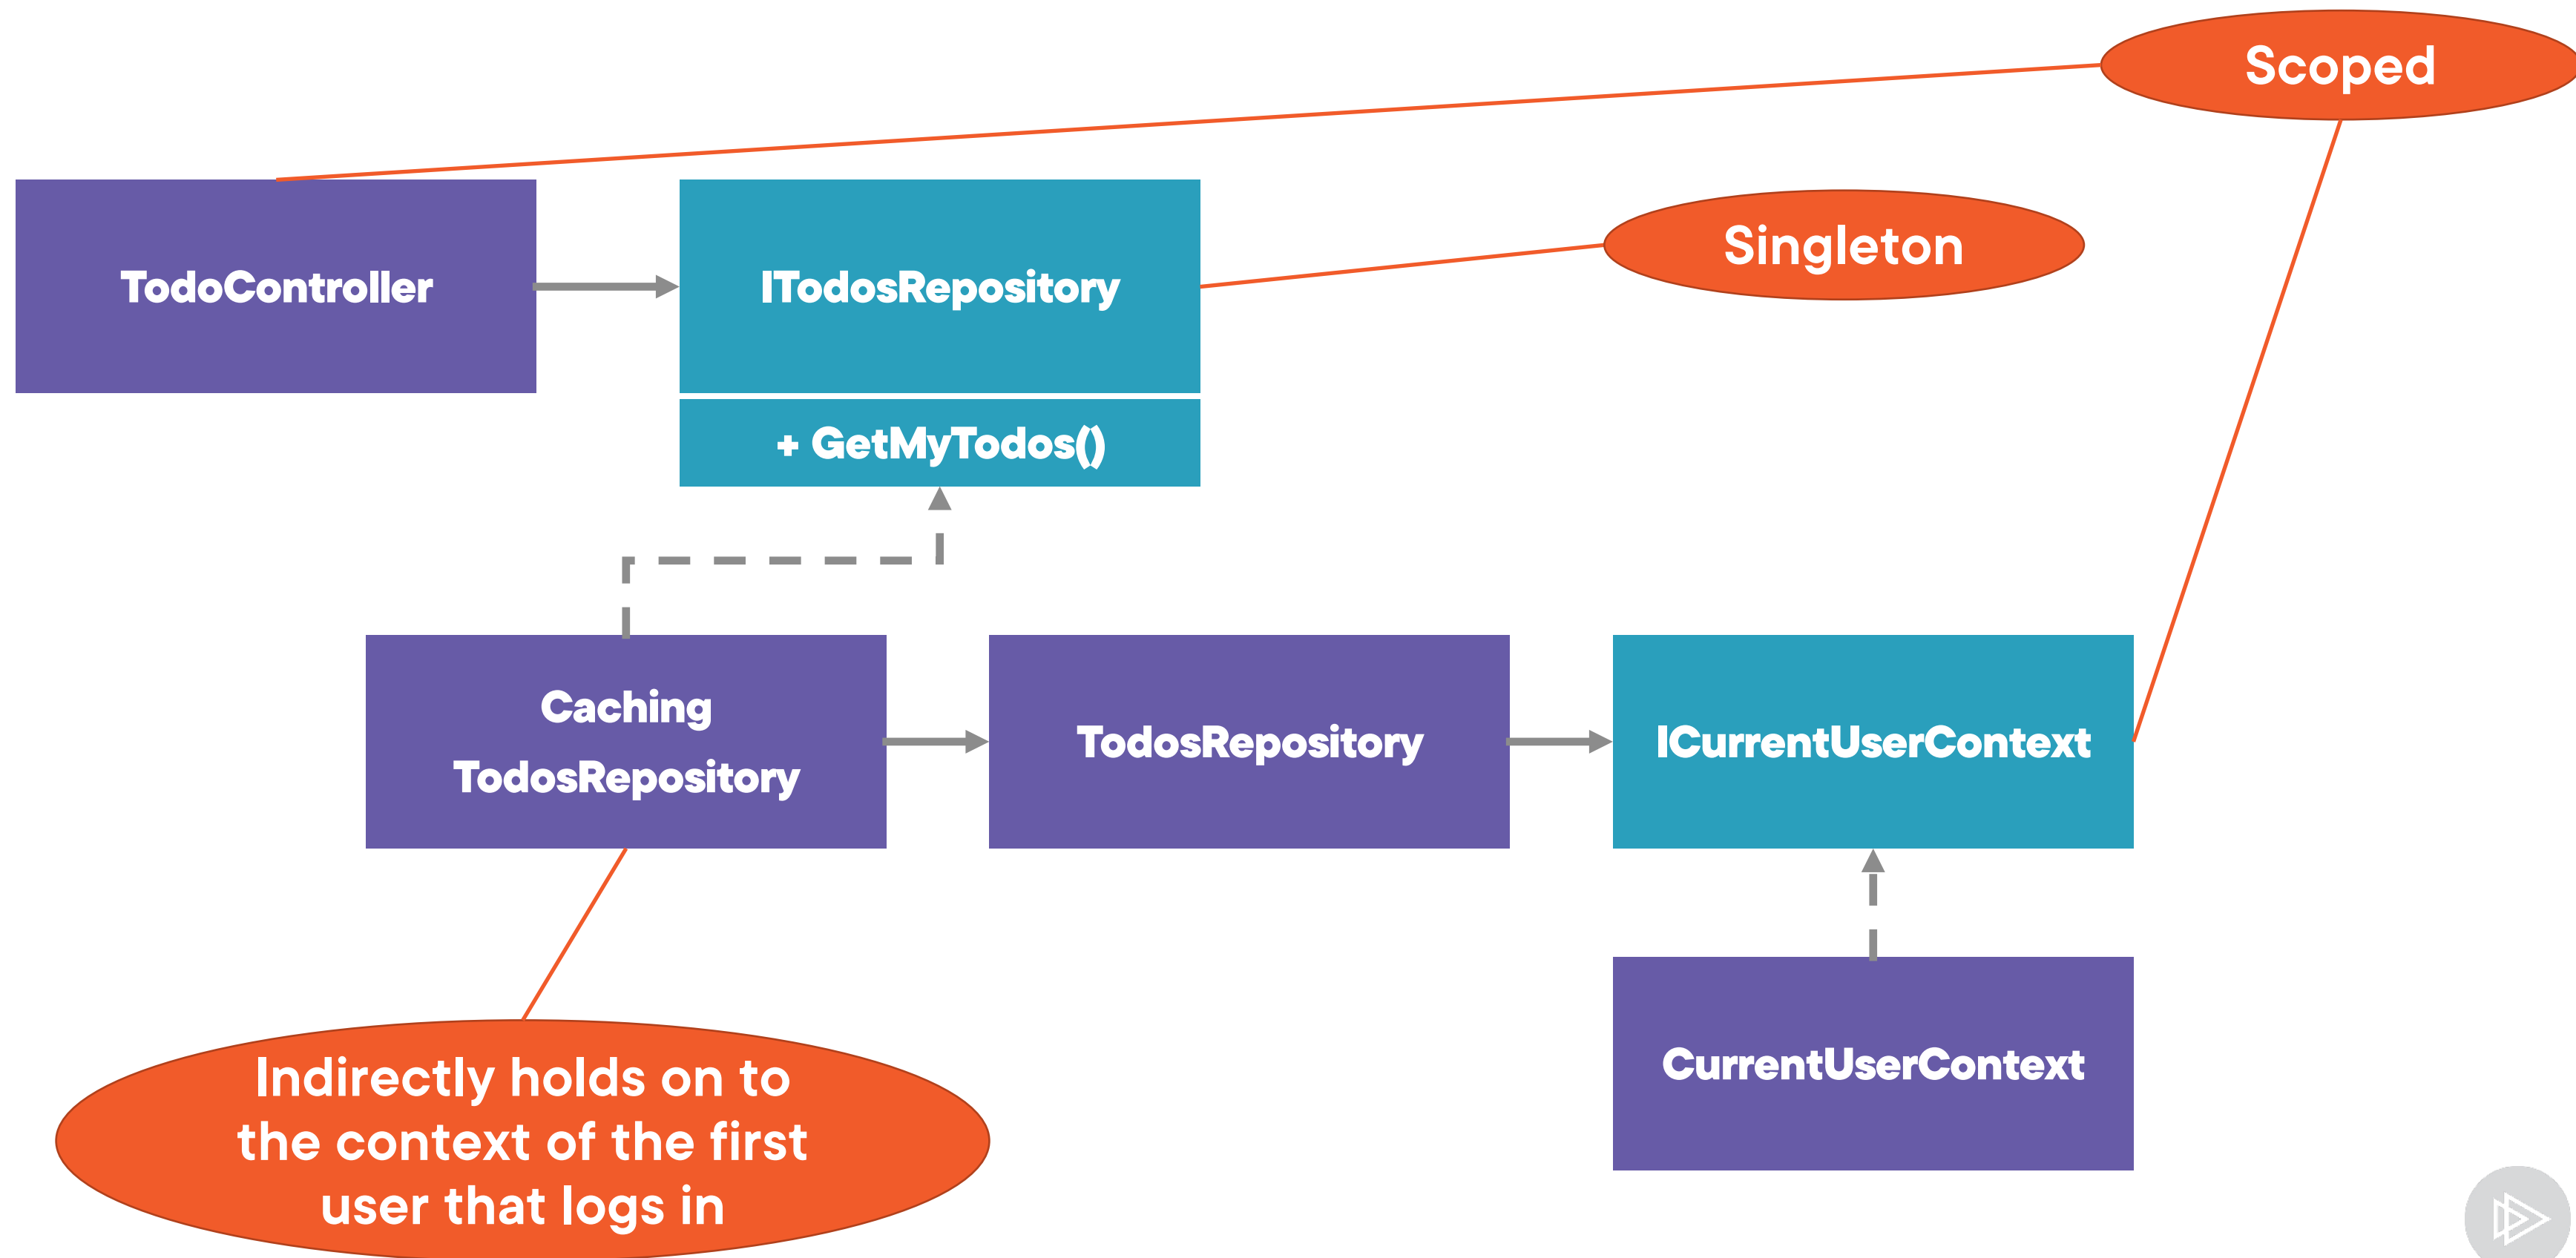 Scoped
Singleton
TodoController
ITodosRepository
+ GetMyTodos()
Caching
TodosRepository
TodosRepository
ICurrentUserContext
CurrentUserContext
Indirectly holds on to
the context of the first
user that logs in